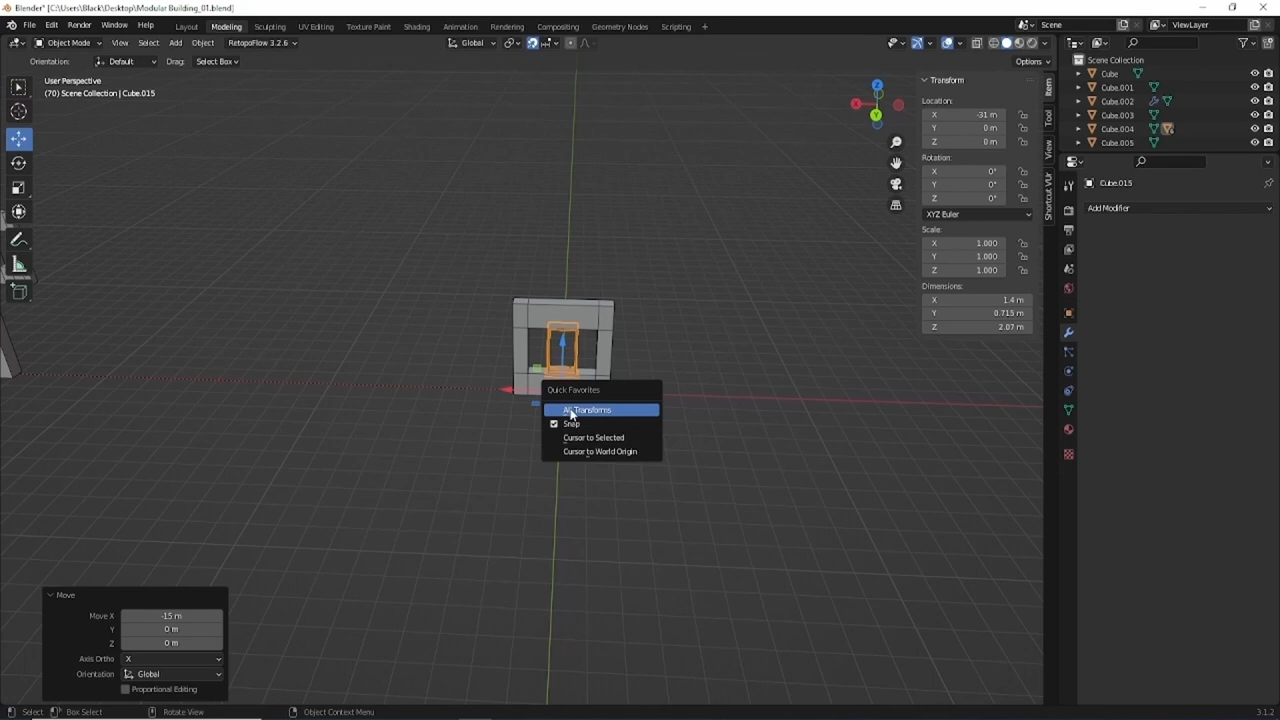 Blender* [C:\Users\Black\Desktop\Modular Building_01.blend]
File Edit Render Window Help Layout Modeling Sculpting UV Editing Texture Paint Shading Animation Rendering Compositing Geometry Nodes Scripting + Scene ViewLayer
Object Mode View Select Add Object RetopoFlow 3.2.6 Global
Orientation: Default Drag: Select Box Options
User Perspective
(70) Scene Collection | Cube.015
Transform
Location:
X -31 m
Y 0 m
Z 0 m
Rotation:
X 0°
Y 0°
Z 0°
XYZ Euler
Scale:
X 1.000
Y 1.000
Z 1.000
Dimensions:
X 1.4 m
Y 0.715 m
Z 2.07 m
Item
Tool
View
Shortcut VUr
Scene Collection
Cube
Cube.001
Cube.002
Cube.003
Cube.004
Cube.005
Cube.015
Add Modifier
X
Y
Z
Quick Favorites
All Transforms
Snap
Cursor to Selected
Cursor to World Origin
Move
Move X -15 m
Y 0 m
Z 0 m
Axis Ortho X
Orientation Global
Proportional Editing
Select Box Select Rotate View Object Context Menu 3.1.2